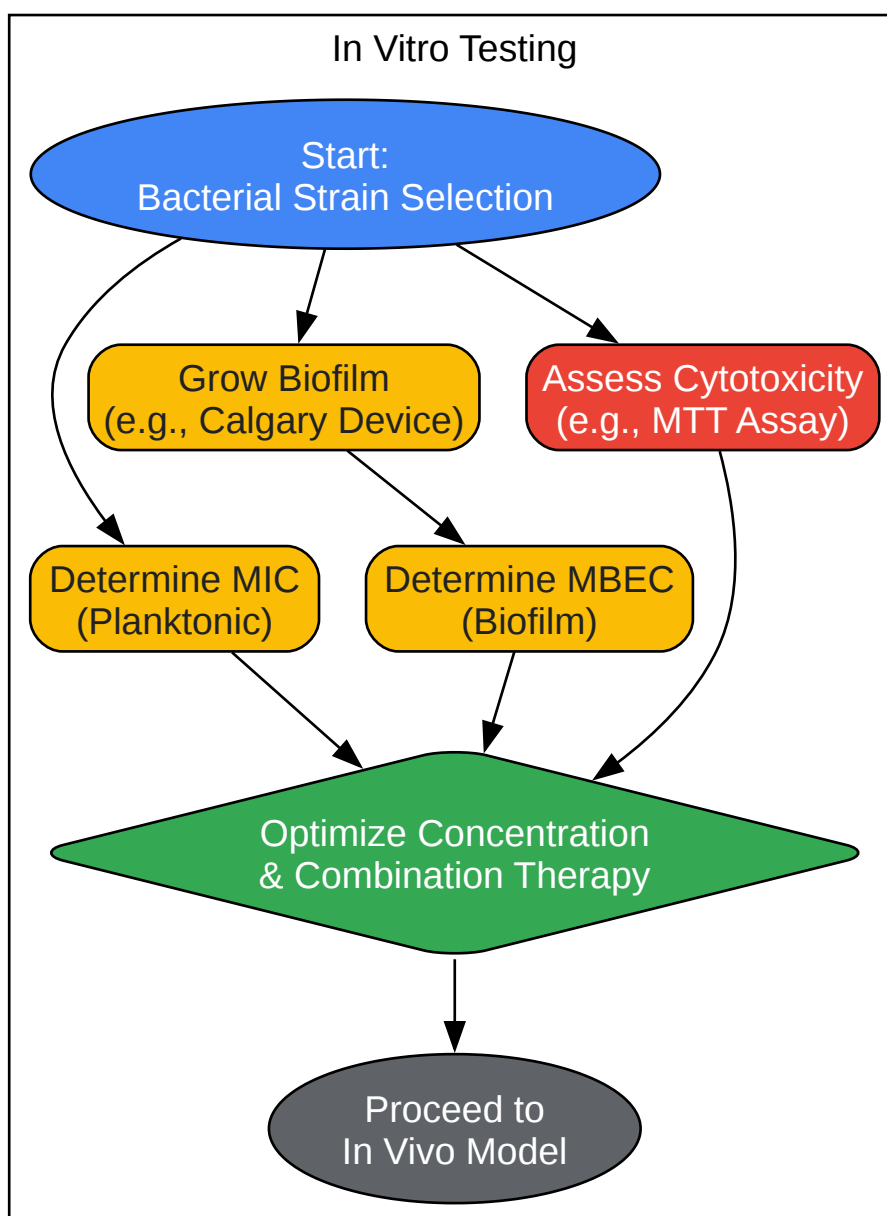 In Vitro Testing
Start:
Bacterial Strain Selection
Grow Biofilm
(e.g., Calgary Device)
Assess Cytotoxicity
(e.g., MTT Assay)
Determine MIC
(Planktonic)
Determine MBEC
(Biofilm)
Optimize Concentration
& Combination Therapy
Proceed to
In Vivo Model